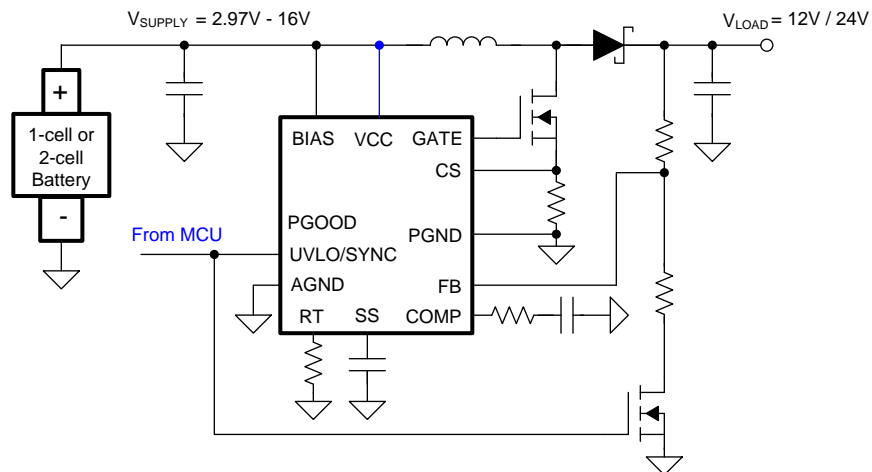 VSUPPLY = 2.97V - 16V
VLOAD = 12V / 24V
+
1-cell or
2-cell
Battery
-
BIAS
VCC
GATE
CS
PGOOD
PGND
From MCU
UVLO/SYNC
AGND
FB
RT
SS
COMP